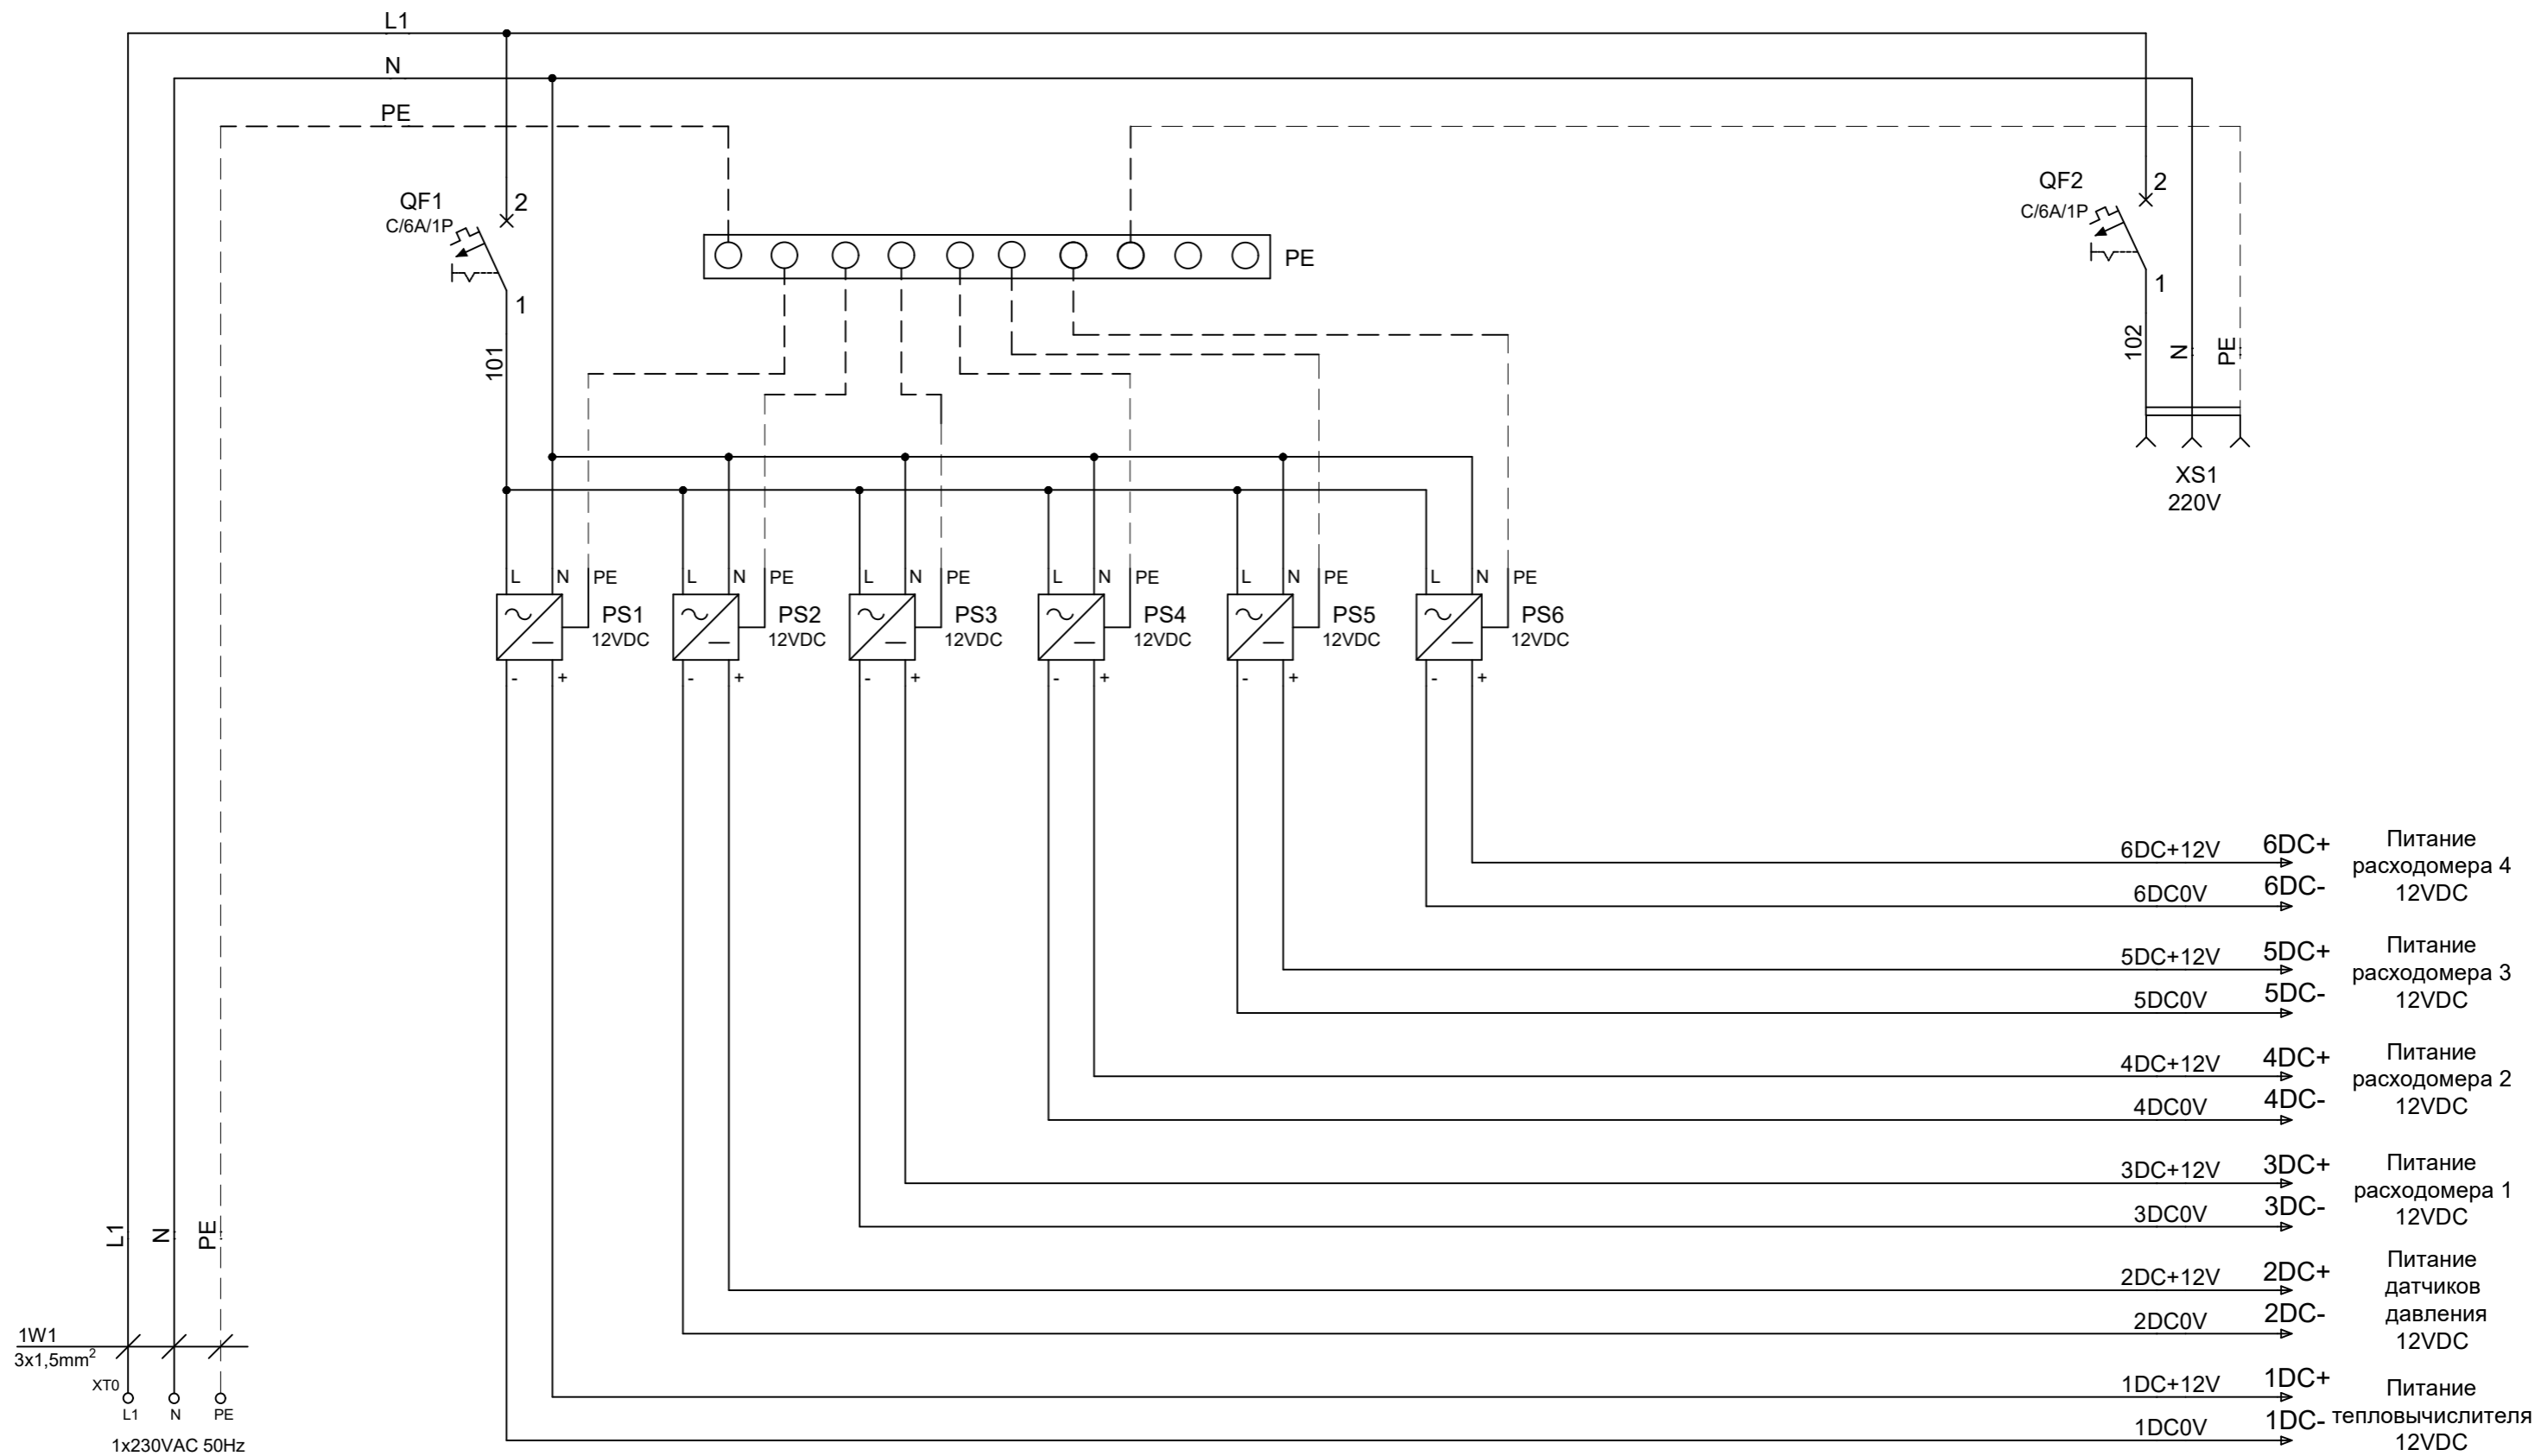 L1
N
PE
QF1
C/6A/1P
2
1
101
PE
QF2
C/6A/1P
2
1
102
N
PE
XS1
220V
L N PE
PS1
12VDC
- +
L N PE
PS2
12VDC
- +
L N PE
PS3
12VDC
- +
L N PE
PS4
12VDC
- +
L N PE
PS5
12VDC
- +
L N PE
PS6
12VDC
- +
6DC+12V 6DC+
6DC0V 6DC-
Питание
расходомера 4
12VDC
5DC+12V 5DC+
5DC0V 5DC-
Питание
расходомера 3
12VDC
4DC+12V 4DC+
4DC0V 4DC-
Питание
расходомера 2
12VDC
3DC+12V 3DC+
3DC0V 3DC-
Питание
расходомера 1
12VDC
2DC+12V 2DC+
2DC0V 2DC-
Питание
датчиков
давления
12VDC
1DC+12V 1DC+
1DC0V 1DC-
Питание
тепловычислителя
12VDC
L1
N
PE
1W1
3x1,5mm²
XT0
L1 N PE
1x230VAC 50Hz